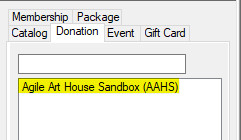 Membership Package
Catalog Donation Event Gift Card
Agile Art House Sandbox (AAHS)